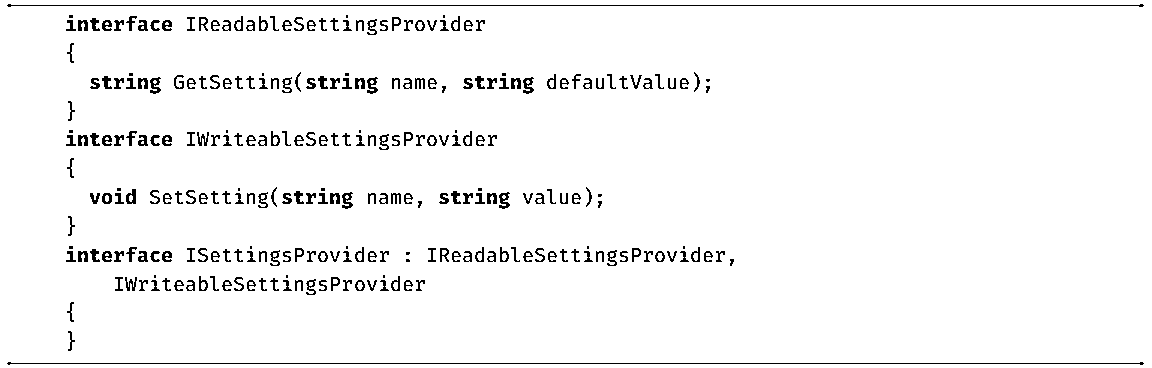 interface IReadableSettingsProvider
{
  string GetSetting(string name, string defaultValue);
}
interface IWriteableSettingsProvider
{
  void SetSetting(string name, string value);
}
interface ISettingsProvider : IReadableSettingsProvider,
    IWriteableSettingsProvider
{
}